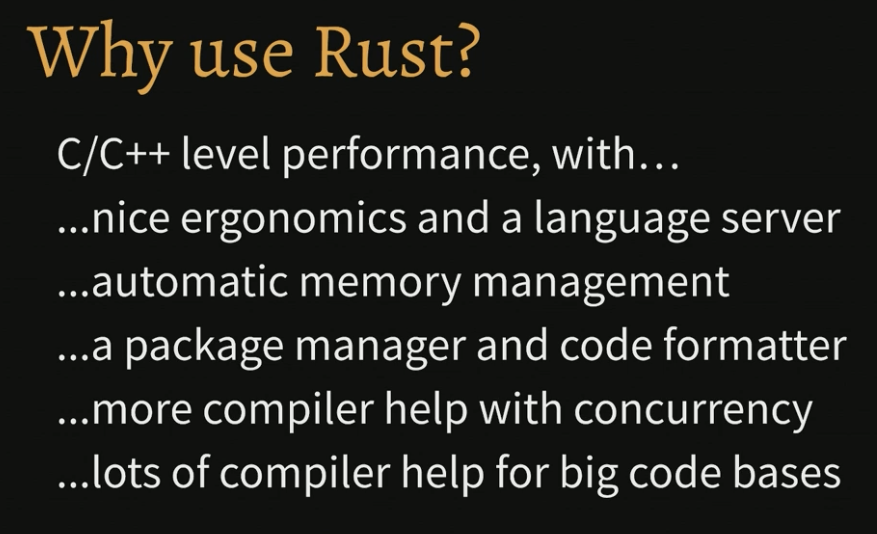 Why use Rust?
C/C++ level performance, with…
...nice ergonomics and a language server
...automatic memory management
...a package manager and code formatter
...more compiler help with concurrency
...lots of compiler help for big code bases